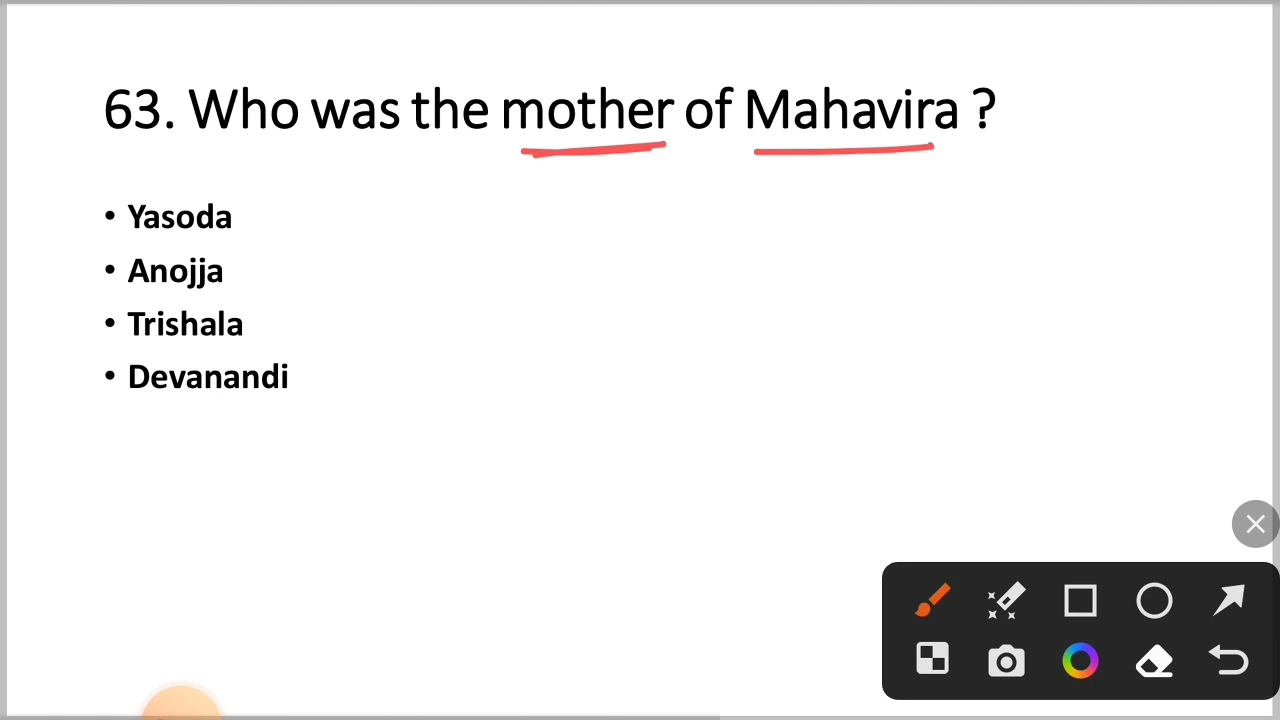 63. Who was the mother of Mahavira ?
• Yasoda
• Anojja
• Trishala
• Devanandi